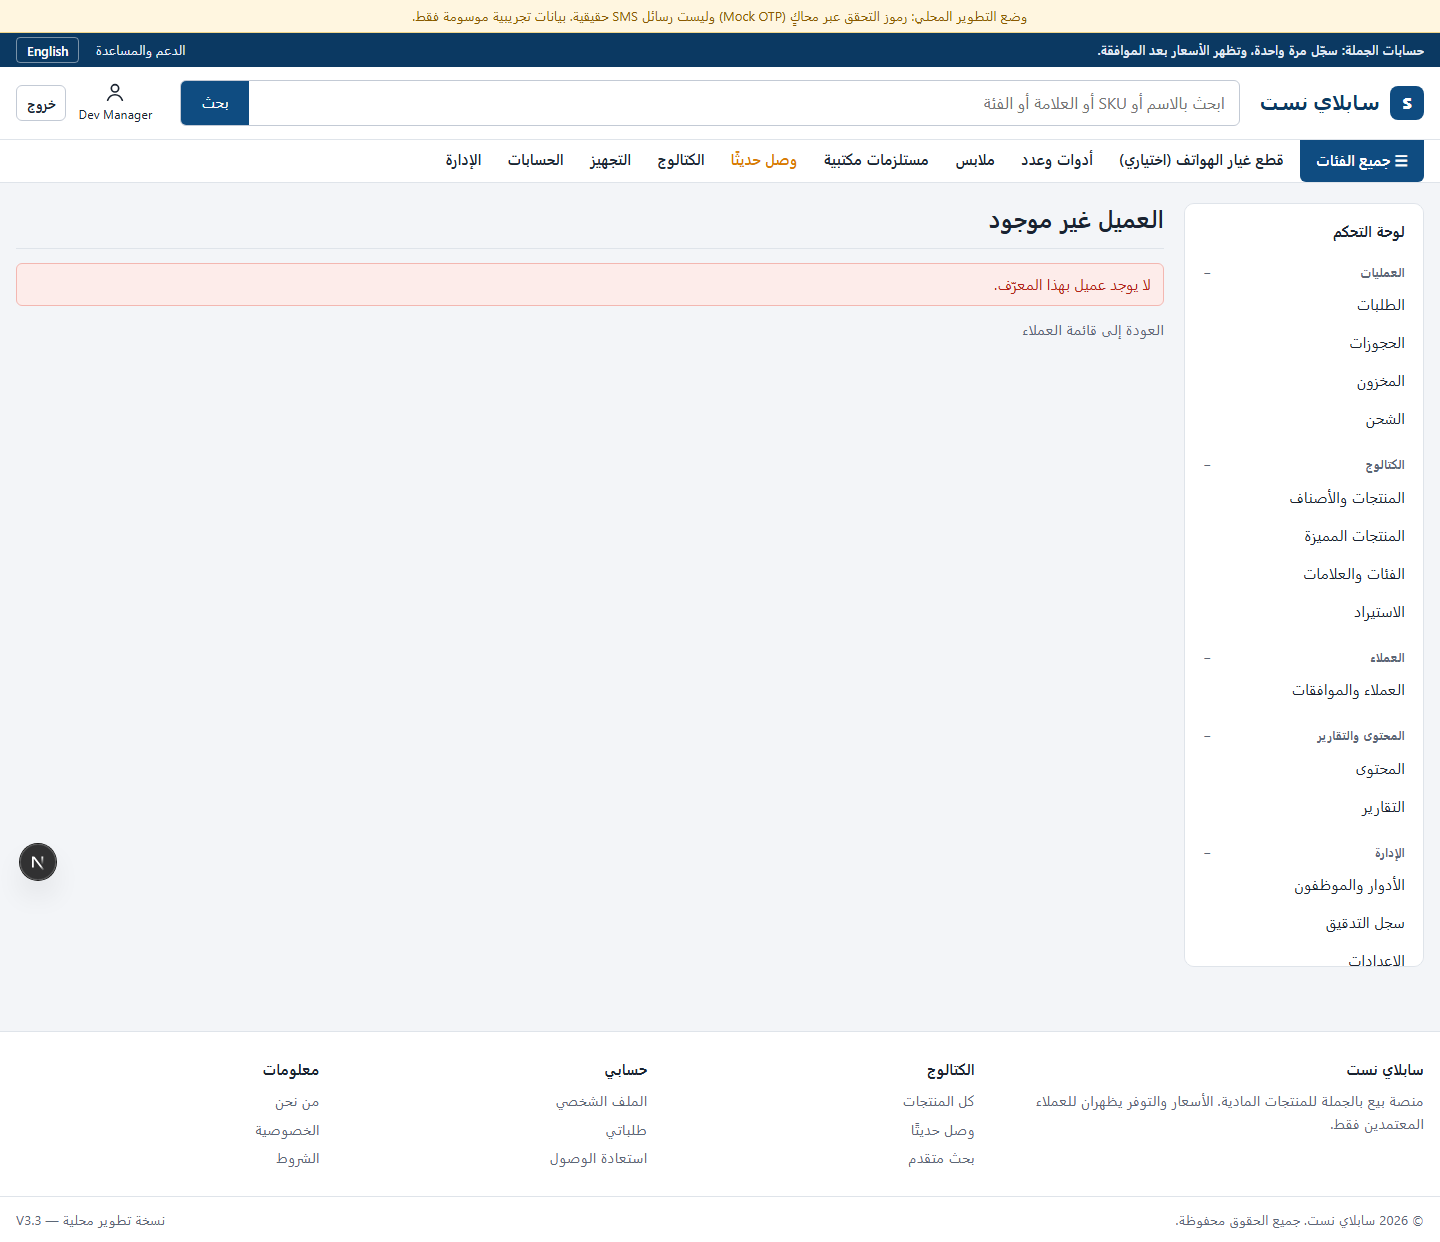 وضع التطوير المحلي: رموز التحقق عبر محاكٍ (Mock OTP) وليست رسائل SMS حقيقية. بيانات تجريبية موسومة فقط.
حسابات الجملة: سجّل مرة واحدة، وتظهر الأسعار بعد الموافقة.
الدعم والمساعدة
English
S
سابلاي نست
ابحث بالاسم أو SKU أو العلامة أو الفئة
بحث
Dev Manager
خروج
☰ جميع الفئات
قطع غيار الهواتف (اختياري)
أدوات وعدد
ملابس
مستلزمات مكتبية
وصل حديثًا
الكتالوج
التجهيز
الحسابات
الإدارة
لوحة التحكم
العمليات –
الطلبات
الحجوزات
المخزون
الشحن
الكتالوج –
المنتجات والأصناف
المنتجات المميزة
الفئات والعلامات
الاستيراد
العملاء –
العملاء والموافقات
المحتوى والتقارير –
المحتوى
التقارير
الإدارة –
الأدوار والموظفون
سجل التدقيق
الإعدادات
العميل غير موجود
لا يوجد عميل بهذا المعرّف.
العودة إلى قائمة العملاء
N
سابلاي نست
منصة بيع بالجملة للمنتجات المادية. الأسعار والتوفر يظهران للعملاء
المعتمدين فقط.
الكتالوج
كل المنتجات
وصل حديثًا
بحث متقدم
حسابي
الملف الشخصي
طلباتي
استعادة الوصول
معلومات
من نحن
الخصوصية
الشروط
© 2026 سابلاي نست. جميع الحقوق محفوظة.
نسخة تطوير محلية — V3.3